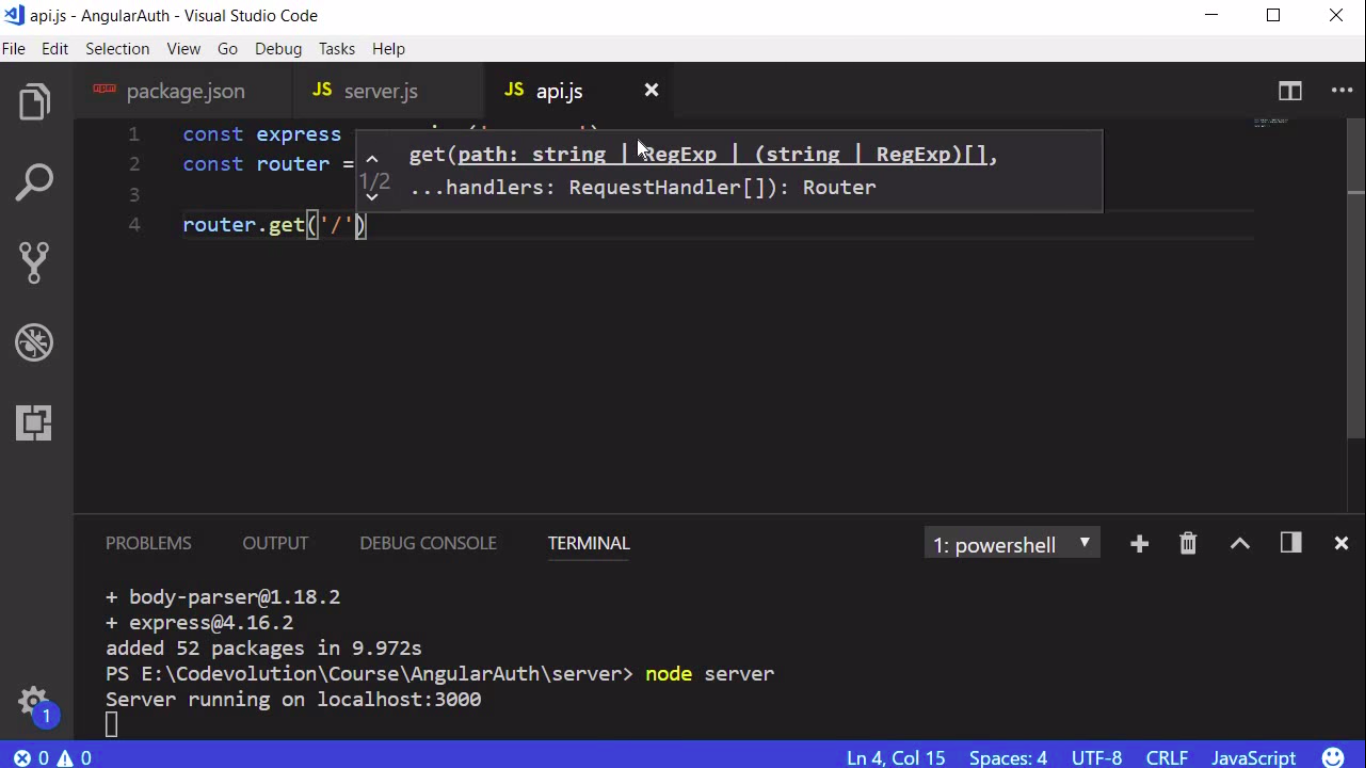 api.js - AngularAuth - Visual Studio Code
File Edit Selection View Go Debug Tasks Help
npm package.json JS server.js JS api.js
1 const express
2 const router =
3
4 router.get('/')
1/2
get(path: string | RegExp | (string | RegExp)[],
...handlers: RequestHandler[]): Router
PROBLEMS OUTPUT DEBUG CONSOLE TERMINAL 1: powershell
+ body-parser@1.18.2
+ express@4.16.2
added 52 packages in 9.972s
PS E:\Codevolution\Course\AngularAuth\server> node server
Server running on localhost:3000
1
0 0 Ln 4, Col 15 Spaces: 4 UTF-8 CRLF JavaScript